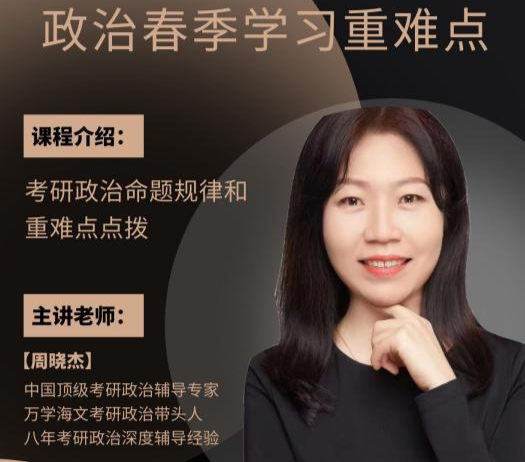 政治春季学习重难点
课程介绍：
考研政治命题规律和
重难点点拨
主讲老师：
【周晓杰】
中国顶级考研政治辅导专家
万学海文考研政治带头人
八年考研政治深度辅导经验